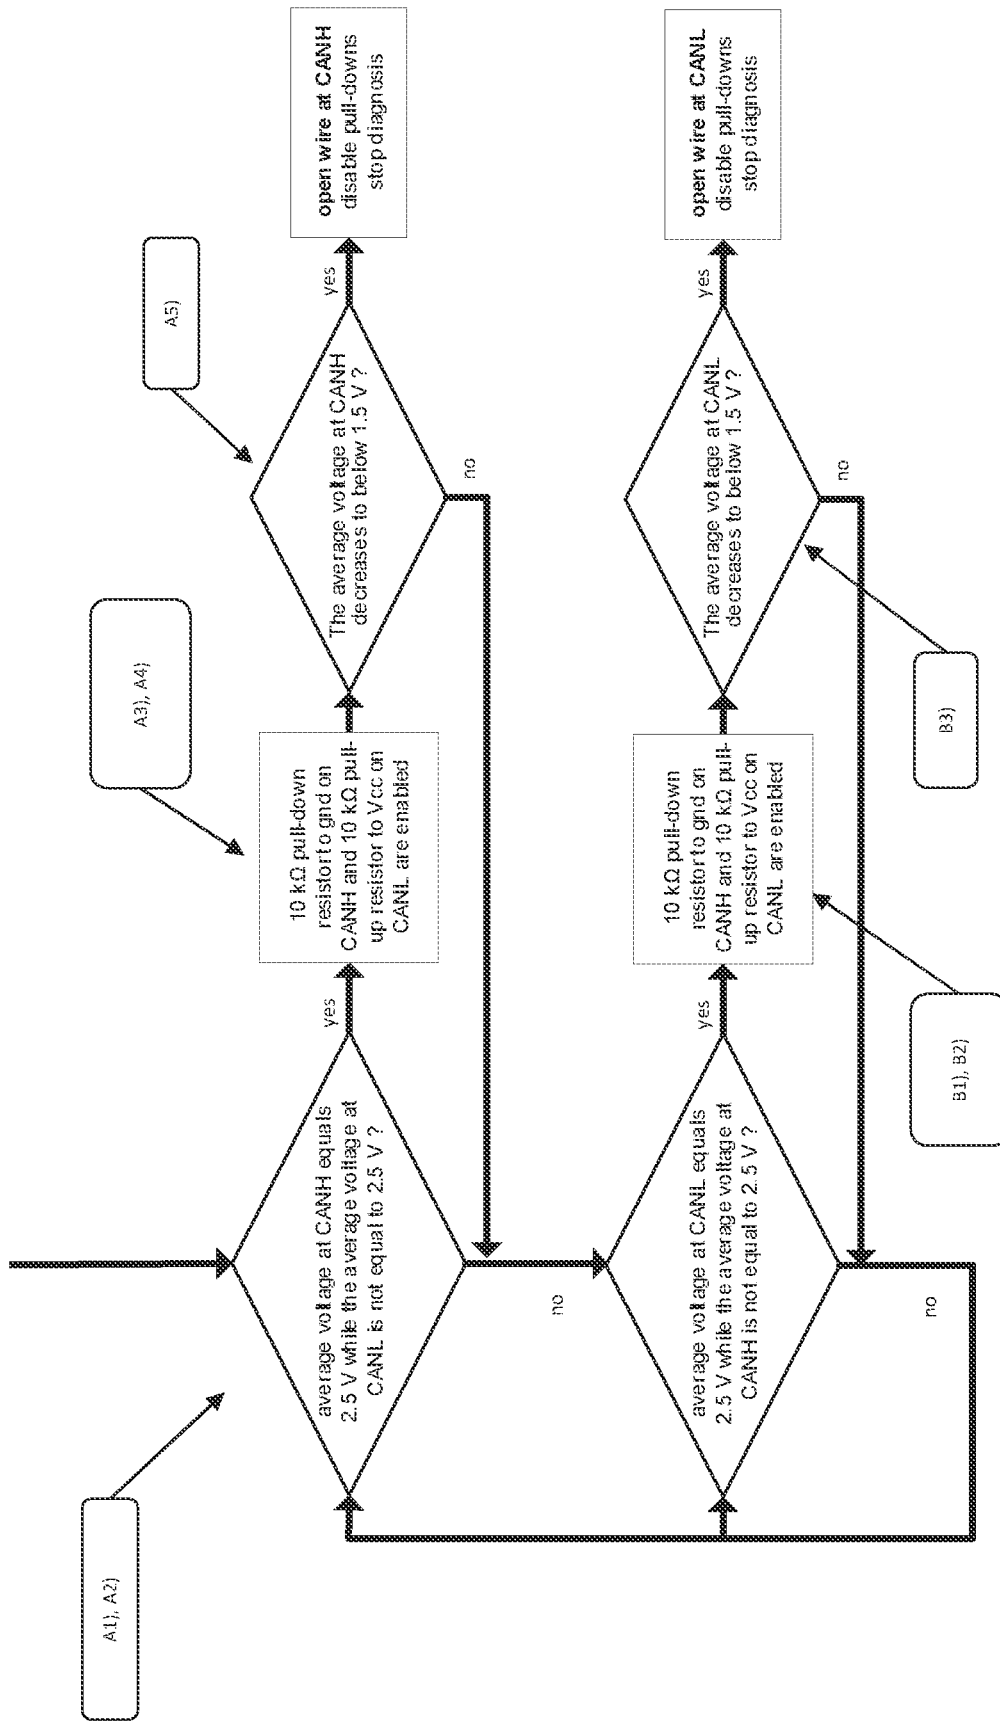 A1), A2)
A3), A4)
A5)
average voltage at CANH equals
2.5 V while the average voltage at
CANL is not equal to 2.5 V ?
yes
10 kΩ pull-down
resistor to gnd on
CANH and 10 kΩ pull-
up resistor to Vcc on
CANL are enabled
The average voltage at CANH
decreases to below 1.5 V ?
yes
open wire at CANH
disable pull-downs
stop diagnosis
no
no
average voltage at CANL equals
2.5 V while the average voltage at
CANH is not equal to 2.5 V ?
yes
10 kΩ pull-down
resistor to gnd on
CANH and 10 kΩ pull-
up resistor to Vcc on
CANL are enabled
The average voltage at CANL
decreases to below 1.5 V ?
yes
open wire at CANL
disable pull-downs
stop diagnosis
no
no
B1), B2)
B3)